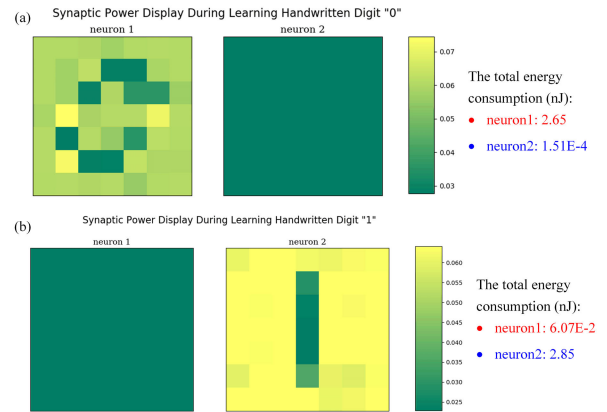 (a)
Synaptic Power Display During Learning Handwritten Digit "0"
neuron 1
neuron 2
0.07
0.06
0.05
0.04
0.03
The total energy
consumption (nJ):
• neuron1: 2.65
• neuron2: 1.51E-4
(b)
Synaptic Power Display During Learning Handwritten Digit "1"
neuron 1
neuron 2
0.060
0.055
0.050
0.045
0.040
0.035
0.030
0.025
The total energy
consumption (nJ):
• neuron1: 6.07E-2
• neuron2: 2.85